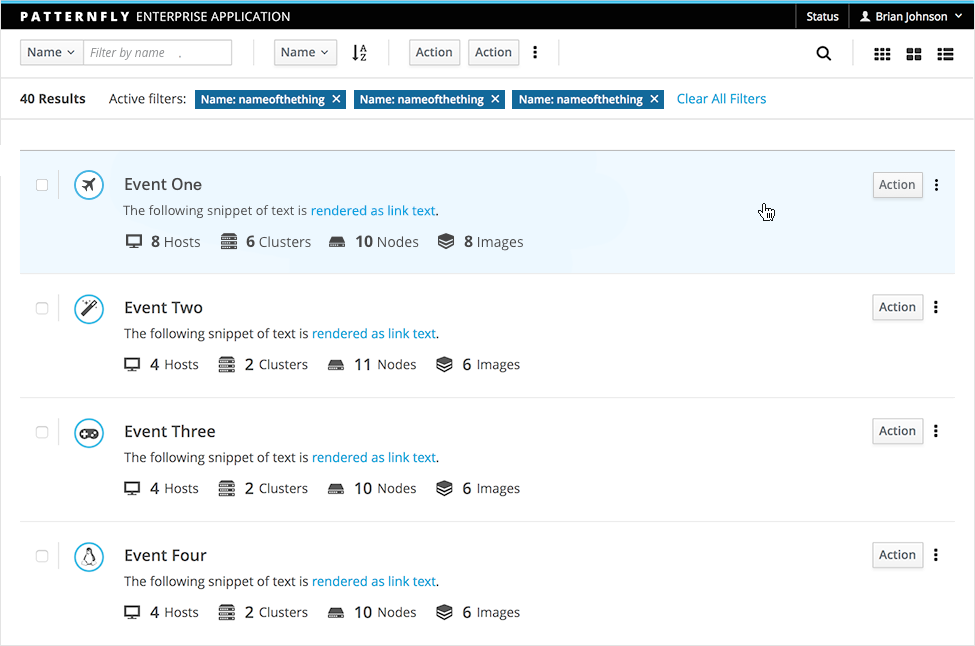 PATTERNFLY ENTERPRISE APPLICATION Status Brian Johnson
Name Filter by name . Name A Z Action Action
40 Results Active filters: Name: nameofthething × Name: nameofthething × Name: nameofthething × Clear All Filters
Event One Action
The following snippet of text is rendered as link text.
8 Hosts 6 Clusters 10 Nodes 8 Images
Event Two Action
The following snippet of text is rendered as link text.
4 Hosts 2 Clusters 11 Nodes 6 Images
Event Three Action
The following snippet of text is rendered as link text.
4 Hosts 2 Clusters 10 Nodes 6 Images
Event Four Action
The following snippet of text is rendered as link text.
4 Hosts 2 Clusters 10 Nodes 6 Images